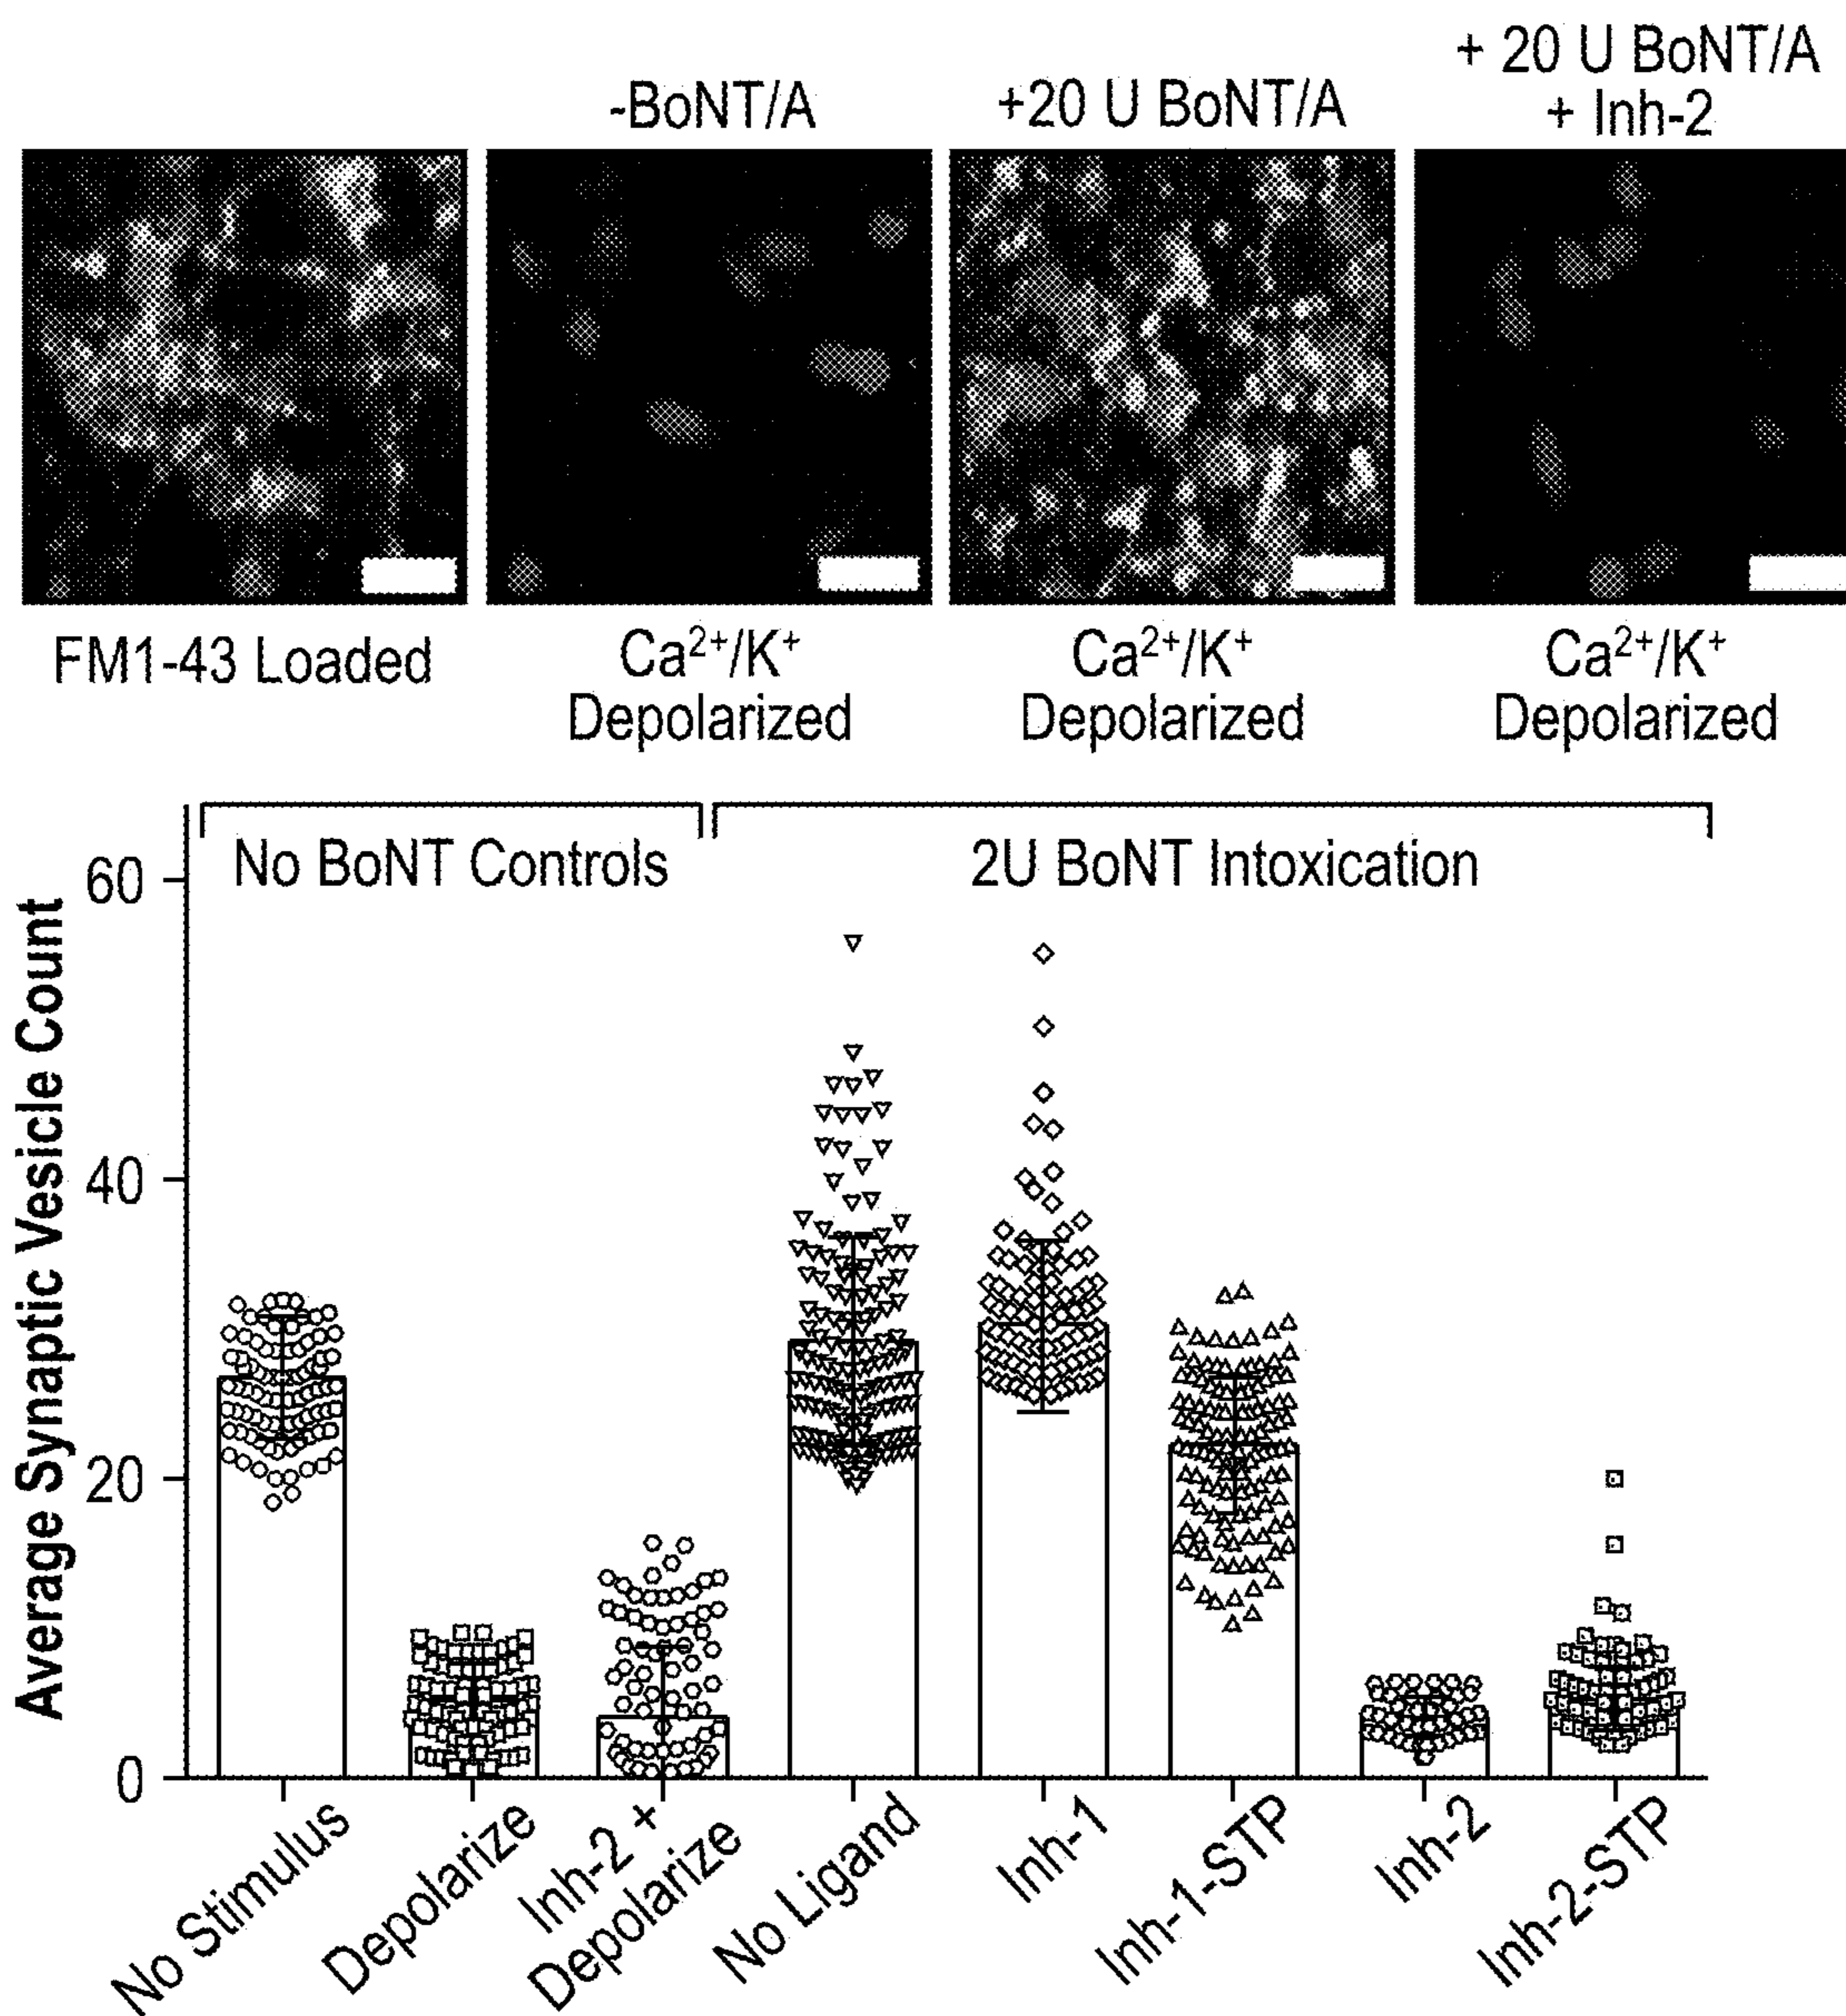 + 20 U BoNT/A
-BoNT/A
+20 U BoNT/A
+ Inh-2
FM1-43 Loaded
Ca²⁺/K⁺
Depolarized
Ca²⁺/K⁺
Depolarized
Ca²⁺/K⁺
Depolarized
No BoNT Controls
2U BoNT Intoxication
Average Synaptic Vesicle Count
60
40
20
0
No Stimulus
Depolarize
Inh-2 +
Depolarize
No Ligand
Inh-1
Inh-1-STP
Inh-2
Inh-2-STP